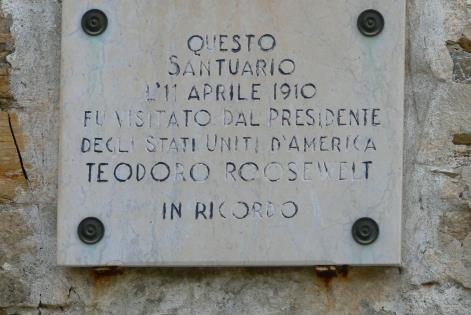 QUESTO
SANTUARIO
L'11 APRILE 1910
FU VISITATO DAL PRESIDENTE
DEGLI STATI UNITI D'AMERICA
TEODORO ROOSEWELT
IN RICORDO